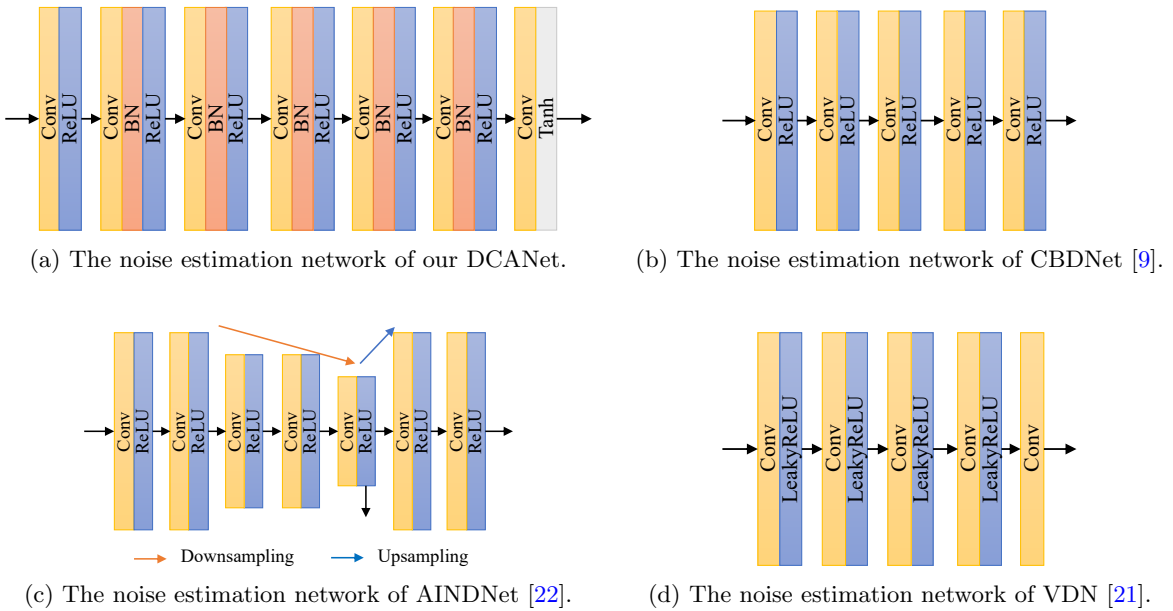 Conv ReLU Conv BN ReLU Conv BN ReLU Conv BN ReLU Conv BN ReLU Conv BN ReLU Conv Tanh
(a) The noise estimation network of our DCANet.
Conv ReLU Conv ReLU Conv ReLU Conv ReLU Conv ReLU
(b) The noise estimation network of CBDNet [9].
Conv ReLU Conv ReLU Conv ReLU Conv ReLU Conv ReLU Conv ReLU Conv ReLU
Downsampling Upsampling
(c) The noise estimation network of AINDNet [22].
Conv LeakyReLU Conv LeakyReLU Conv LeakyReLU Conv LeakyReLU Conv
(d) The noise estimation network of VDN [21].